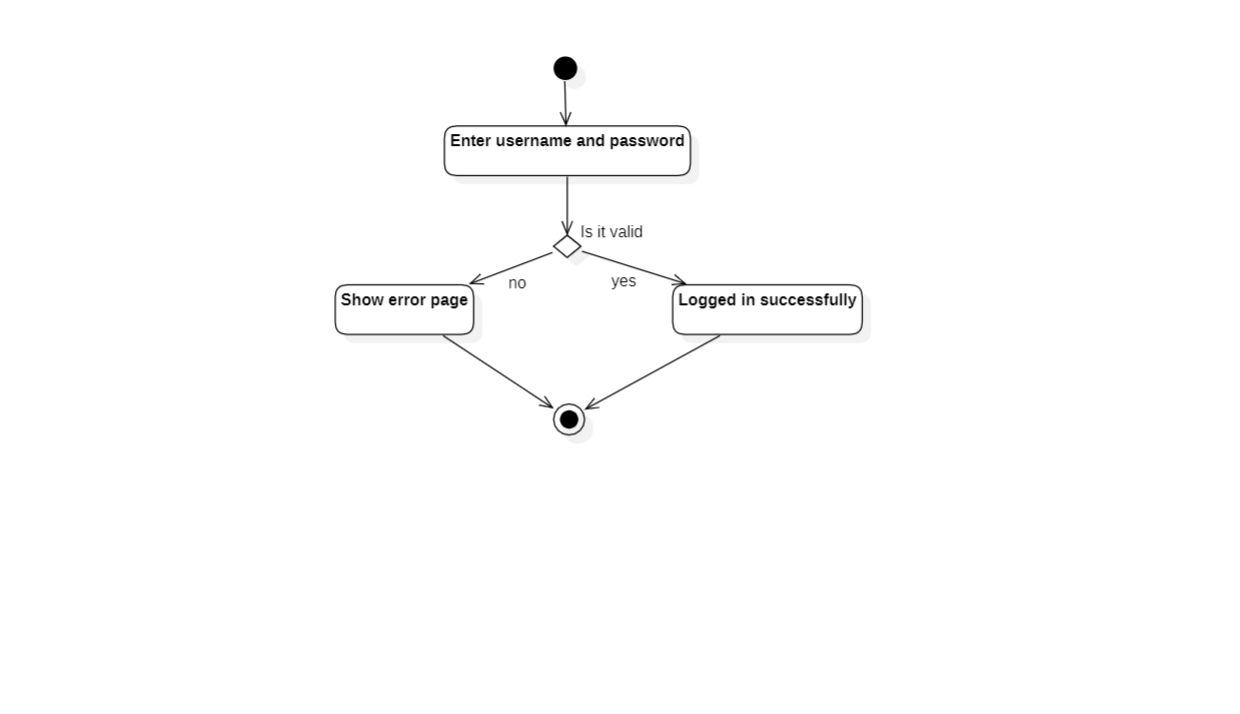 Enter username and password
Is it valid
no
yes
Show error page
Logged in successfully